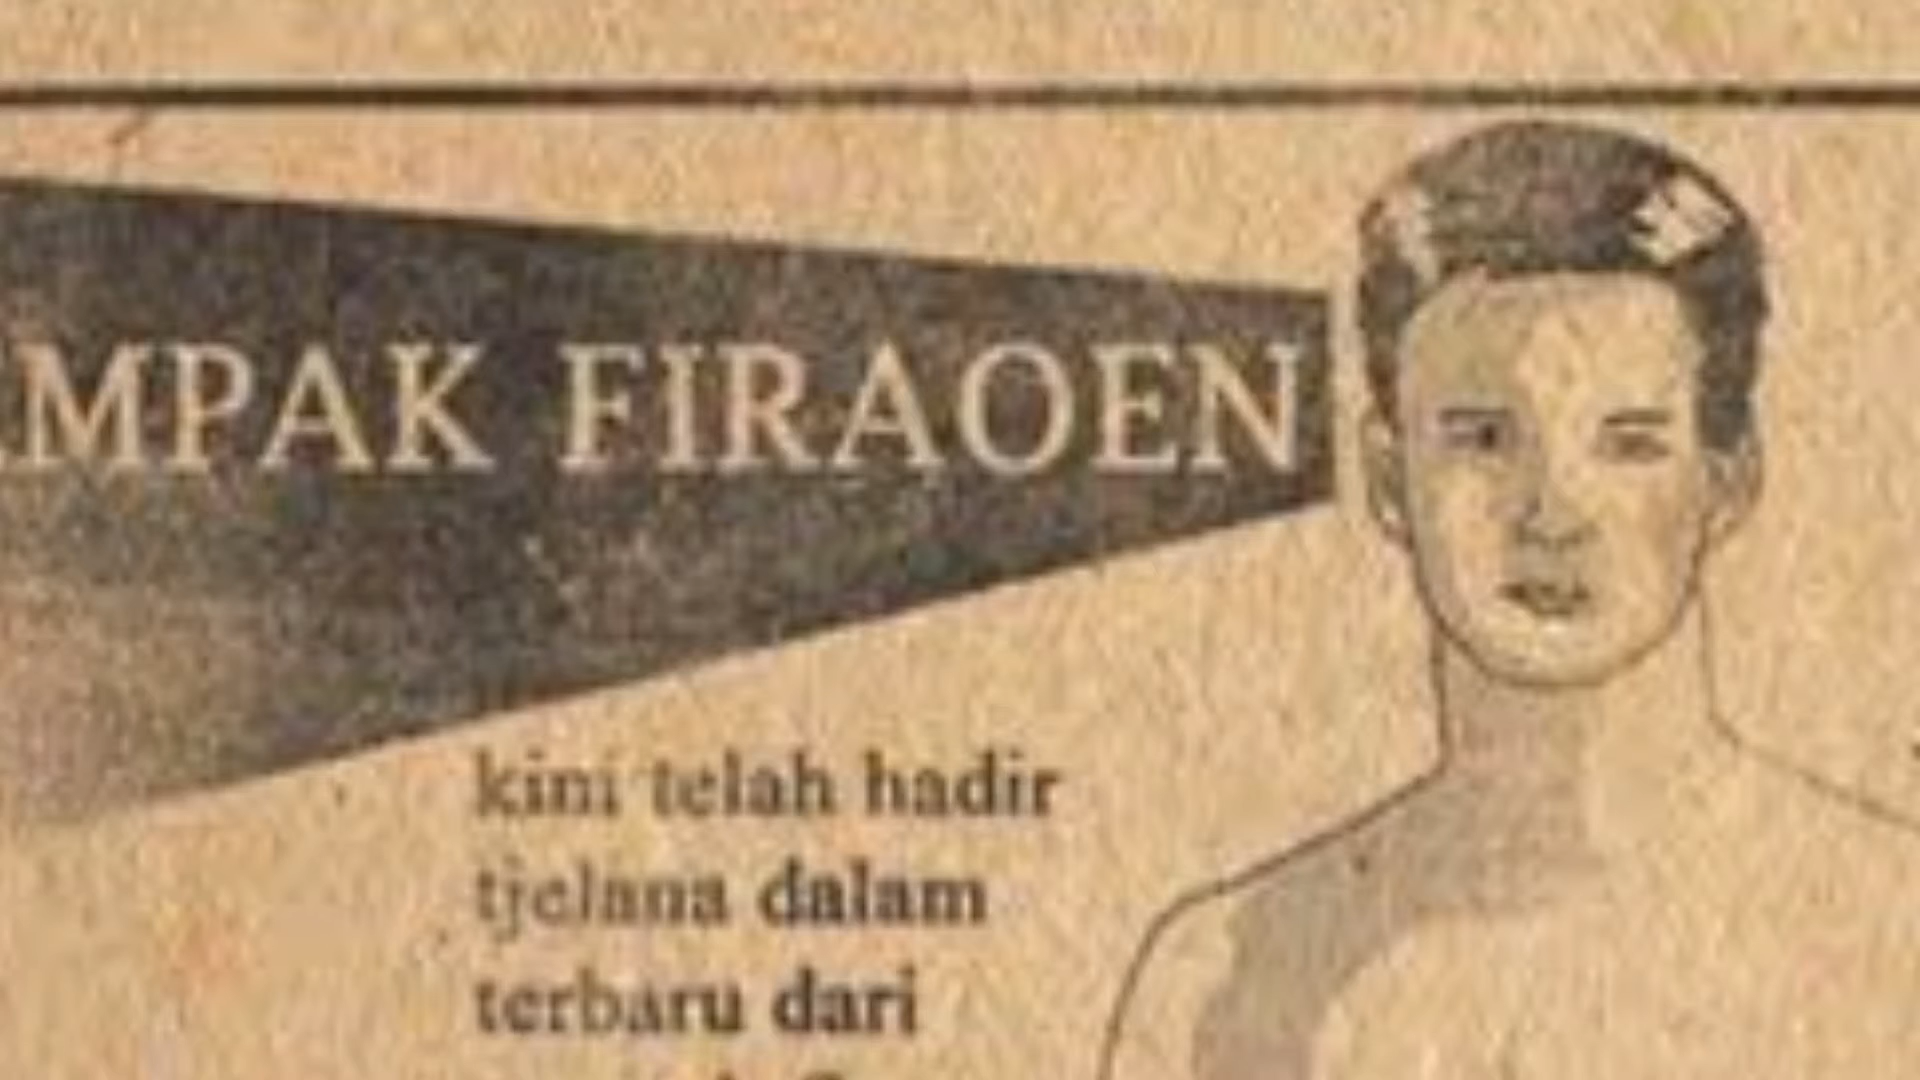 MPAK FIRAOEN
kini telah hadir
tjelana dalam
terbaru dari